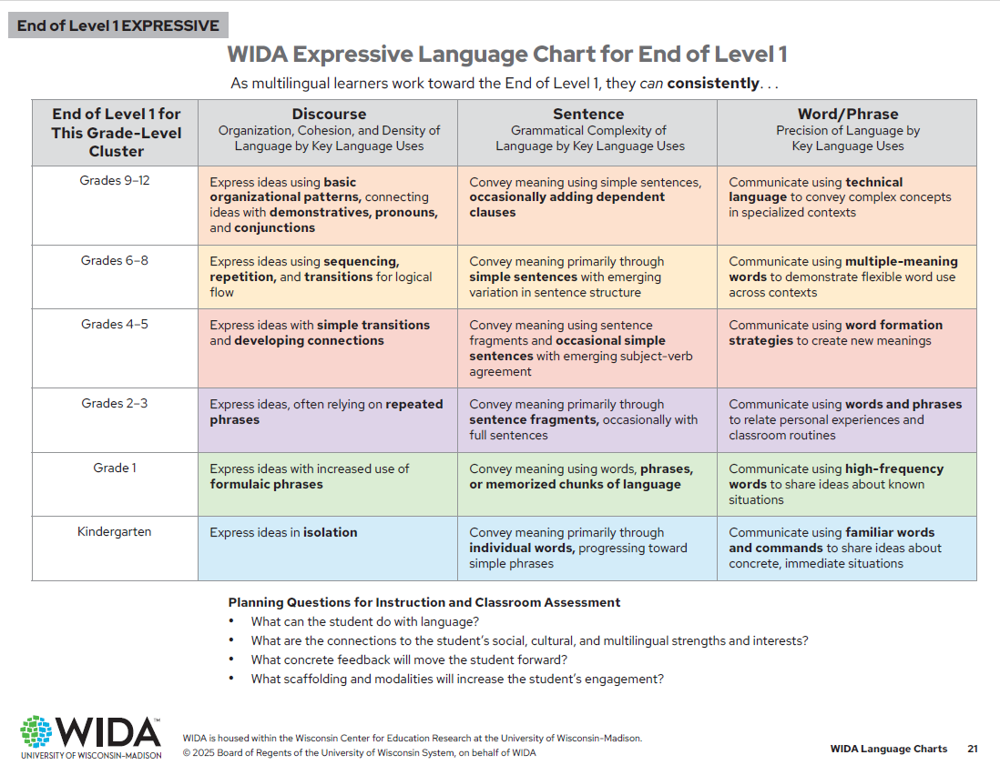 End of Level 1 EXPRESSIVE
WIDA Expressive Language Chart for End of Level 1
As multilingual learners work toward the End of Level 1, they can consistently. . .
End of Level 1 for
This Grade-Level
Cluster
Discourse
Organization, Cohesion, and Density of
Language by Key Language Uses
Sentence
Grammatical Complexity of
Language by Key Language Uses
Word/Phrase
Precision of Language by
Key Language Uses
Grades 9–12
Express ideas using basic
organizational patterns, connecting
ideas with demonstratives, pronouns,
and conjunctions
Convey meaning using simple sentences,
occasionally adding dependent
clauses
Communicate using technical
language to convey complex concepts
in specialized contexts
Grades 6–8
Express ideas using sequencing,
repetition, and transitions for logical
flow
Convey meaning primarily through
simple sentences with emerging
variation in sentence structure
Communicate using multiple-meaning
words to demonstrate flexible word use
across contexts
Grades 4–5
Express ideas with simple transitions
and developing connections
Convey meaning using sentence
fragments and occasional simple
sentences with emerging subject-verb
agreement
Communicate using word formation
strategies to create new meanings
Grades 2–3
Express ideas, often relying on repeated
phrases
Convey meaning primarily through
sentence fragments, occasionally with
full sentences
Communicate using words and phrases
to relate personal experiences and
classroom routines
Grade 1
Express ideas with increased use of
formulaic phrases
Convey meaning using words, phrases,
or memorized chunks of language
Communicate using high-frequency
words to share ideas about known
situations
Kindergarten
Express ideas in isolation
Convey meaning primarily through
individual words, progressing toward
simple phrases
Communicate using familiar words
and commands to share ideas about
concrete, immediate situations
Planning Questions for Instruction and Classroom Assessment
• What can the student do with language?
• What are the connections to the student's social, cultural, and multilingual strengths and interests?
• What concrete feedback will move the student forward?
• What scaffolding and modalities will increase the student's engagement?
WIDA™
UNIVERSITY OF WISCONSIN–MADISON
WIDA is housed within the Wisconsin Center for Education Research at the University of Wisconsin–Madison.
© 2025 Board of Regents of the University of Wisconsin System, on behalf of WIDA
WIDA Language Charts 21